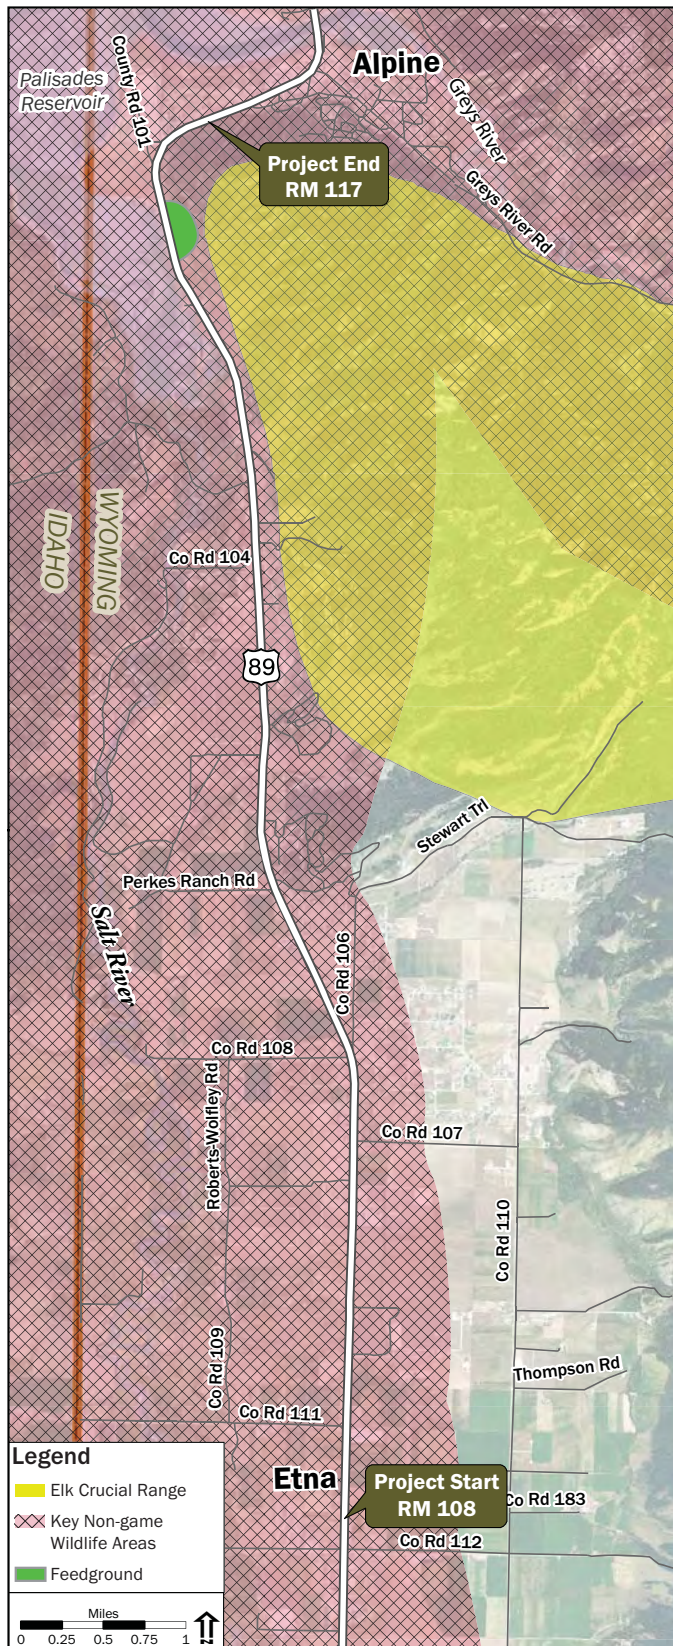 Alpine
Palisades
Reservoir
County Rd 101
Greys River
Project End
RM 117
Greys River Rd
IDAHO
WYOMING
Co Rd 104
89
Stewart Trl
Perkes Ranch Rd
Salt River
Co Rd 106
Co Rd 108
Roberts-Wolfley Rd
Co Rd 107
Co Rd 110
Co Rd 109
Thompson Rd
Co Rd 111
Legend
Elk Crucial Range
Key Non-game
Wildlife Areas
Feedground
Etna
Project Start
RM 108
Co Rd 183
Co Rd 112
Miles
0 0.25 0.5 0.75 1
N